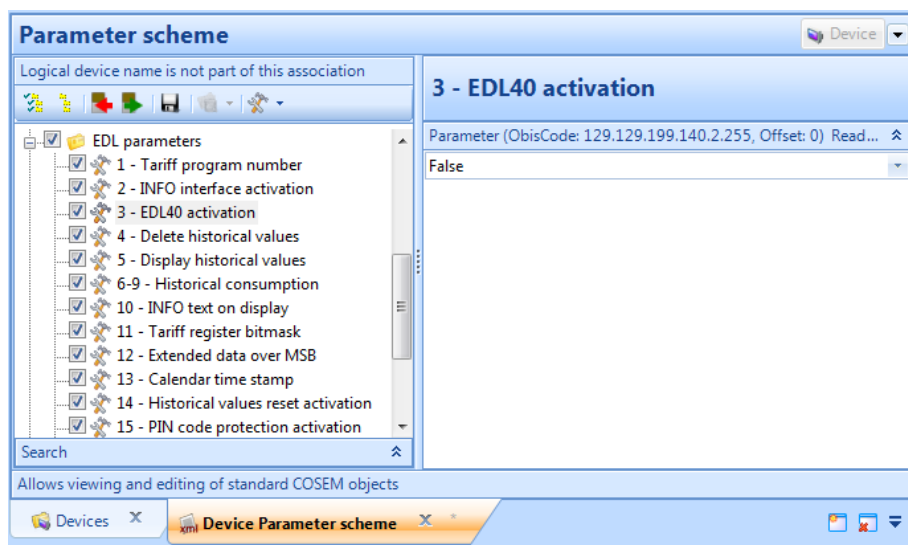 Parameter scheme
Device
Logical device name is not part of this association
EDL parameters
1 - Tariff program number
2 - INFO interface activation
3 - EDL40 activation
4 - Delete historical values
5 - Display historical values
6-9 - Historical consumption
10 - INFO text on display
11 - Tariff register bitmask
12 - Extended data over MSB
13 - Calendar time stamp
14 - Historical values reset activation
15 - PIN code protection activation
Search
3 - EDL40 activation
Parameter (ObisCode: 129.129.199.140.2.255, Offset: 0) Read...
False
Allows viewing and editing of standard COSEM objects
Devices X
xml Device Parameter scheme X *